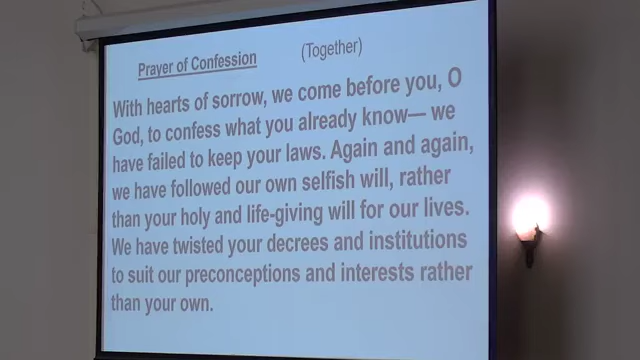 Prayer of Confession (Together)
With hearts of sorrow, we come before you, O
God, to confess what you already know— we
have failed to keep your laws. Again and again,
we have followed our own selfish will, rather
than your holy and life-giving will for our lives.
We have twisted your decrees and institutions
to suit our preconceptions and interests rather
than your own.